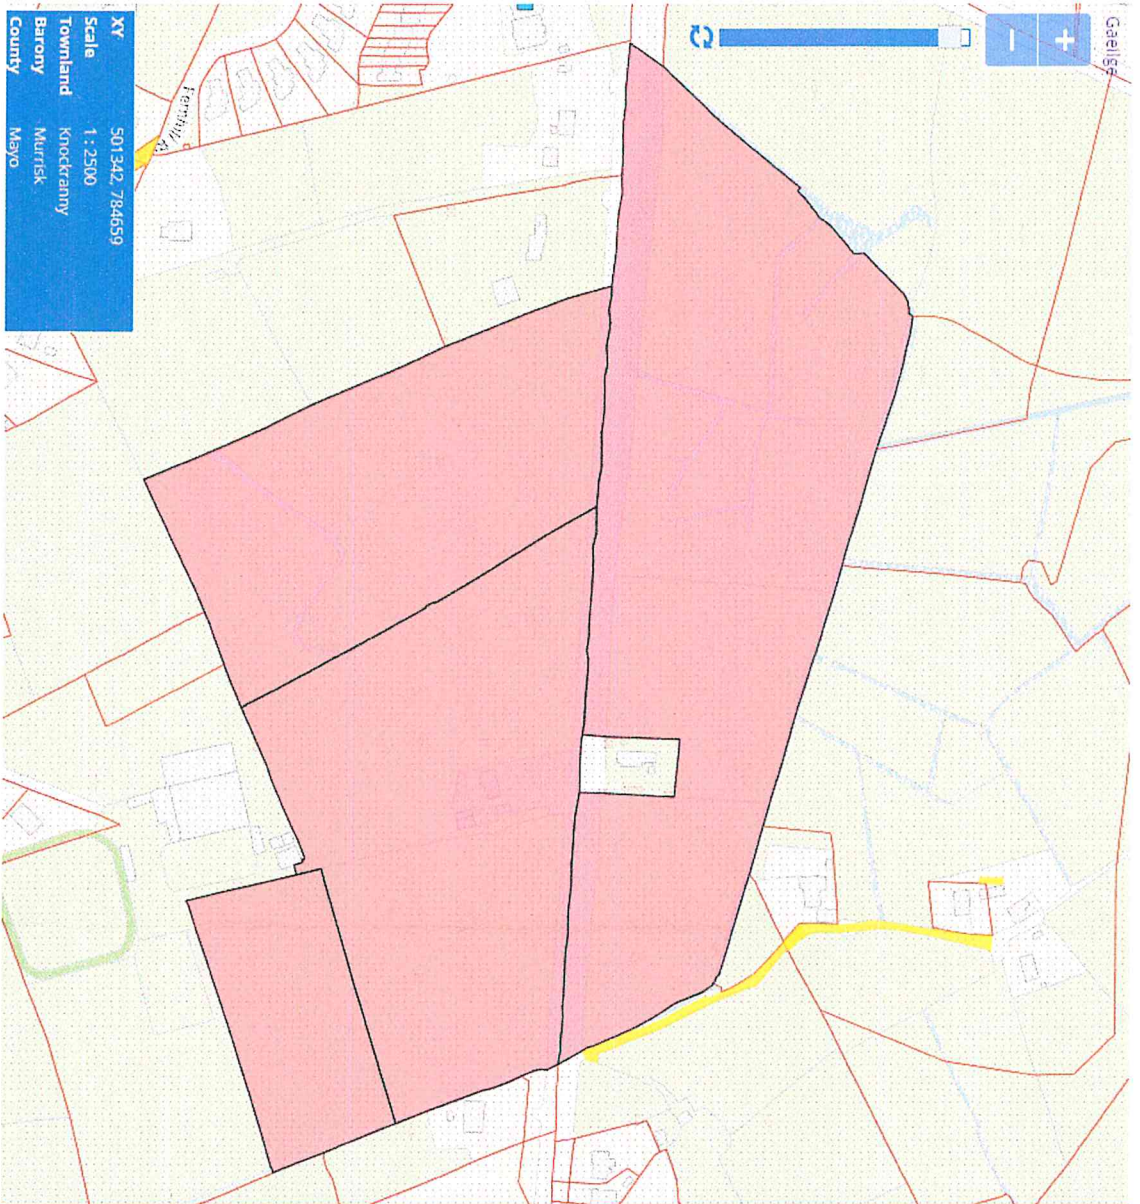 Gaeilge
+
−
XY 501342, 784659
Scale 1 : 2500
Townland Knockranny
Barony Murrisk
County Mayo